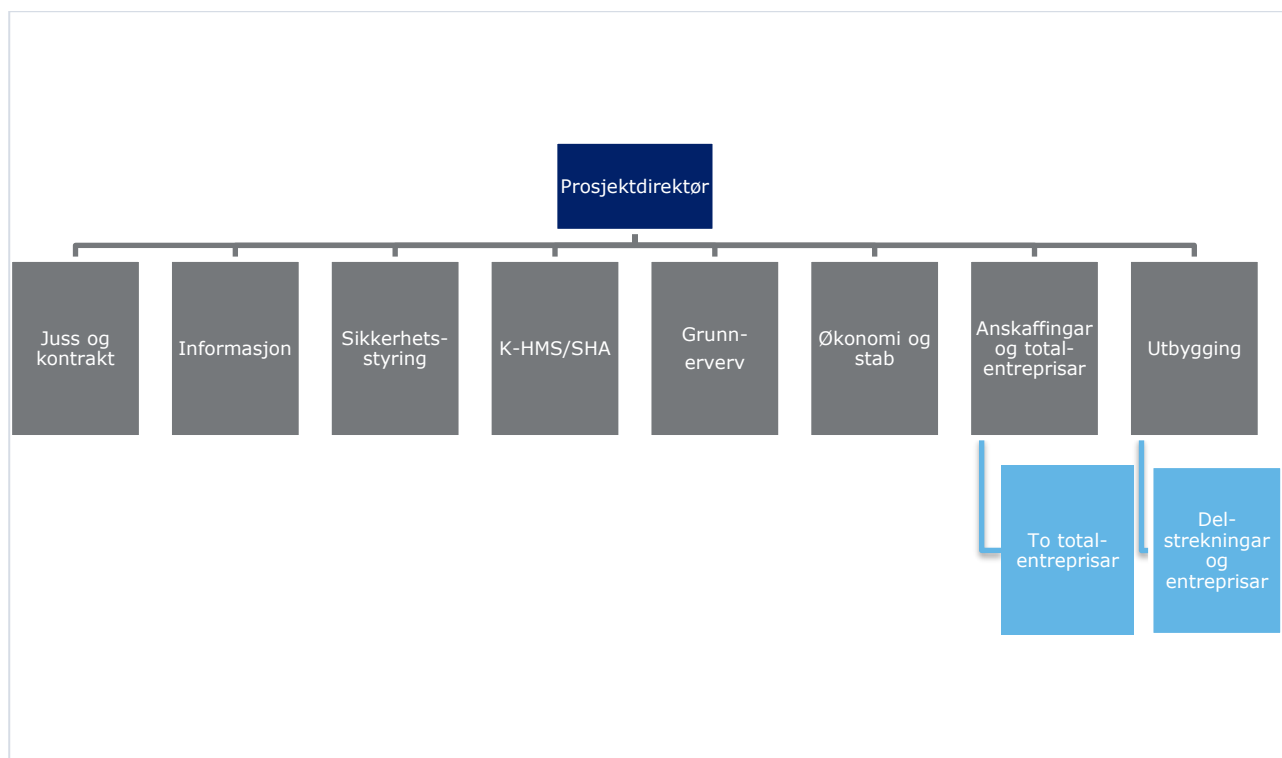 Prosjektdirektør
Juss og
kontrakt
Informasjon
Sikkerhets-
styring
K-HMS/SHA
Grunn-
erverv
Økonomi og
stab
Anskaffingar
og total-
entreprisar
Utbygging
To total-
entreprisar
Del-
strekningar
og
entreprisar